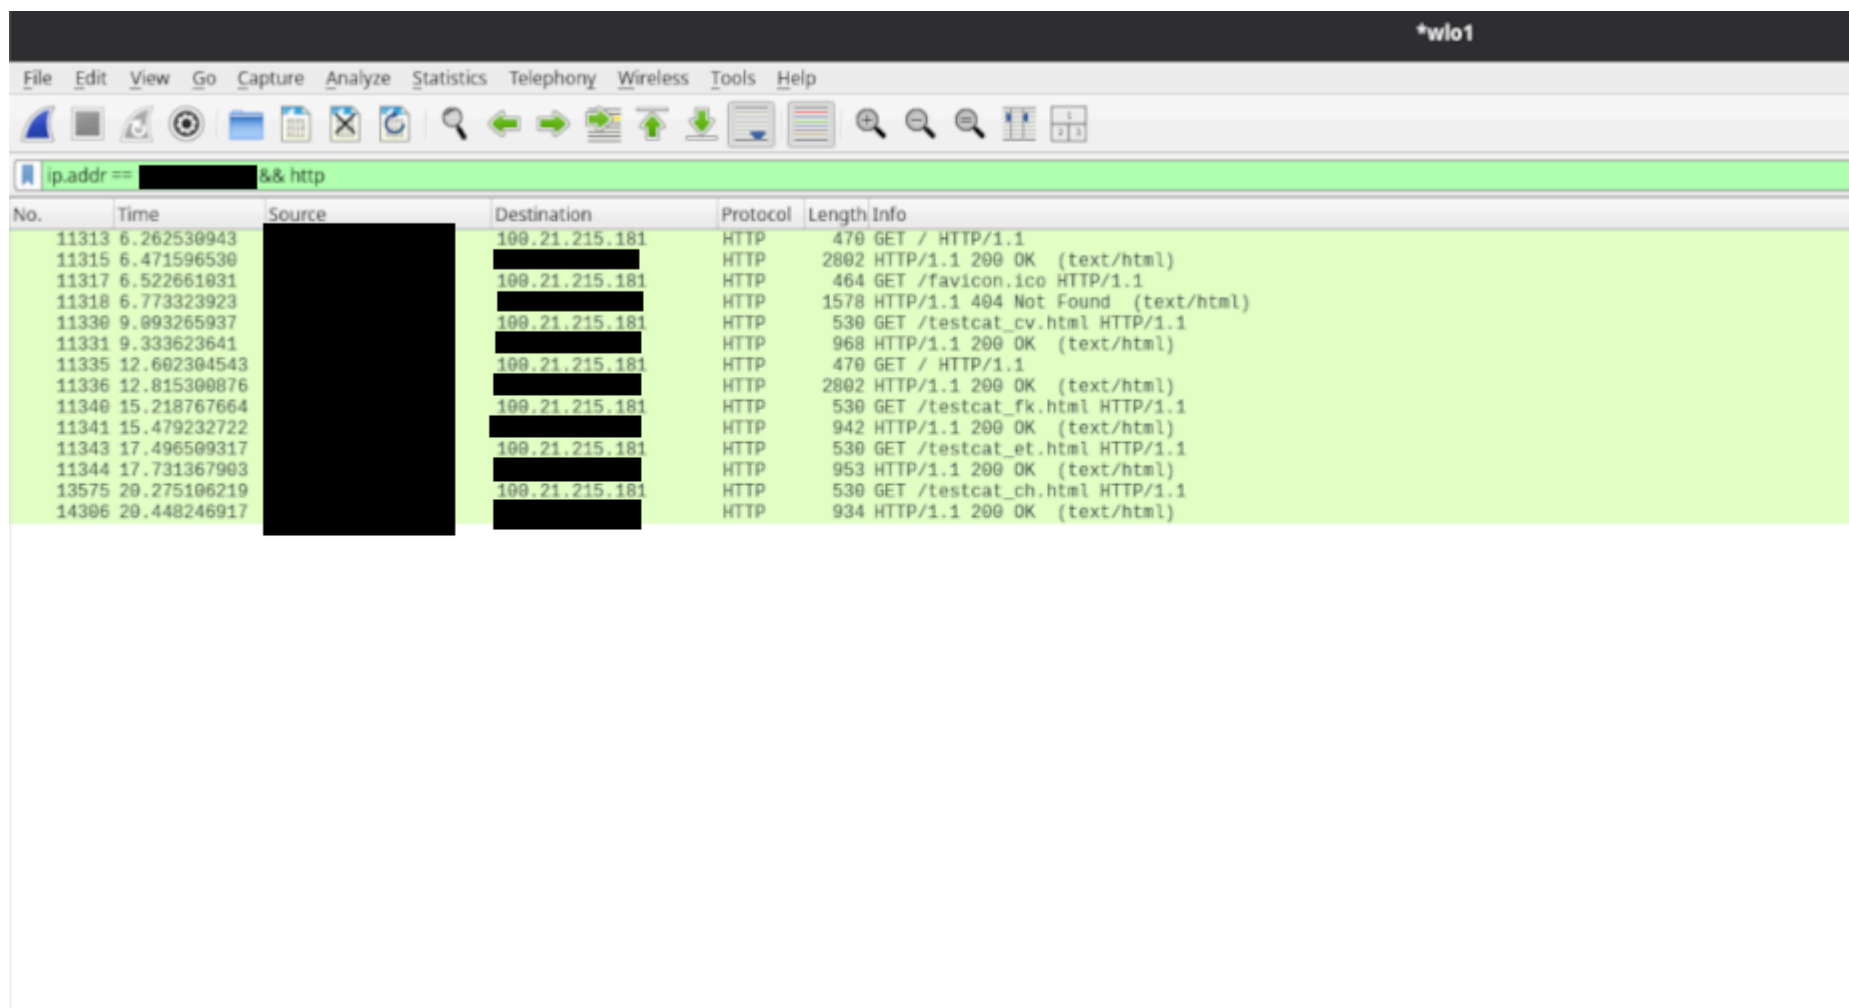 *wlo1
File Edit View Go Capture Analyze Statistics Telephony Wireless Tools Help
ip.addr == && http
No. Time Source Destination Protocol Length Info
11313 6.262530943 100.21.215.181 HTTP 470 GET / HTTP/1.1
11315 6.471596530 HTTP 2802 HTTP/1.1 200 OK (text/html)
11317 6.522661031 100.21.215.181 HTTP 464 GET /favicon.ico HTTP/1.1
11318 6.773323923 HTTP 1578 HTTP/1.1 404 Not Found (text/html)
11330 9.093265937 100.21.215.181 HTTP 530 GET /testcat_cv.html HTTP/1.1
11331 9.333623641 HTTP 968 HTTP/1.1 200 OK (text/html)
11335 12.602304543 100.21.215.181 HTTP 470 GET / HTTP/1.1
11336 12.815300876 HTTP 2802 HTTP/1.1 200 OK (text/html)
11340 15.218767664 100.21.215.181 HTTP 530 GET /testcat_fk.html HTTP/1.1
11341 15.479232722 HTTP 942 HTTP/1.1 200 OK (text/html)
11343 17.496509317 100.21.215.181 HTTP 530 GET /testcat_et.html HTTP/1.1
11344 17.731367903 HTTP 953 HTTP/1.1 200 OK (text/html)
13575 20.275106219 100.21.215.181 HTTP 530 GET /testcat_ch.html HTTP/1.1
14306 20.448246917 HTTP 934 HTTP/1.1 200 OK (text/html)